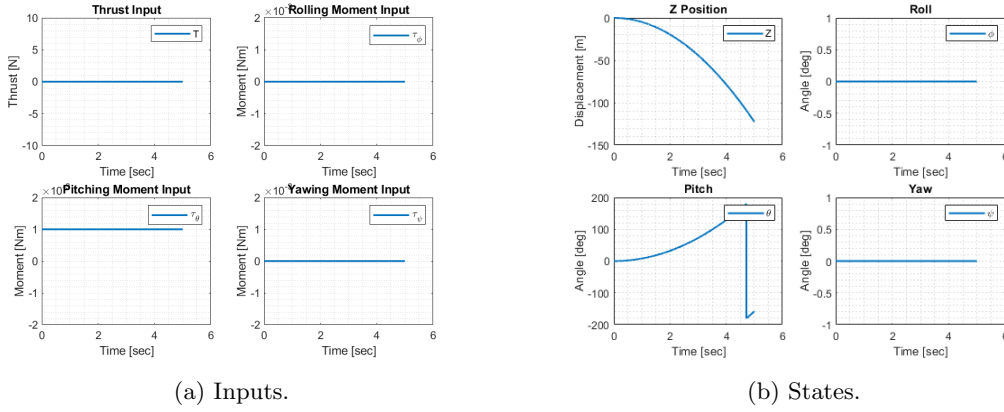 Thrust Input
T
10
5
0
-5
-10
Thrust [N]
0 2 4 6
Time [sec]
Rolling Moment Input
τϕ
2
1
0
-1
-2
Moment [Nm]
0 2 4 6
Time [sec]
Pitching Moment Input
τθ
2
1
0
-1
-2
Moment [Nm]
0 2 4 6
Time [sec]
Yawing Moment Input
τψ
2
1
0
-1
-2
Moment [Nm]
0 2 4 6
Time [sec]
(a) Inputs.
Z Position
Z
0
-50
-100
-150
Displacement [m]
0 2 4 6
Time [sec]
Roll
ϕ
1
0.5
0
-0.5
-1
Angle [deg]
0 2 4 6
Time [sec]
Pitch
θ
200
100
0
-100
-200
Angle [deg]
0 2 4 6
Time [sec]
Yaw
ψ
1
0.5
0
-0.5
-1
Angle [deg]
0 2 4 6
Time [sec]
(b) States.